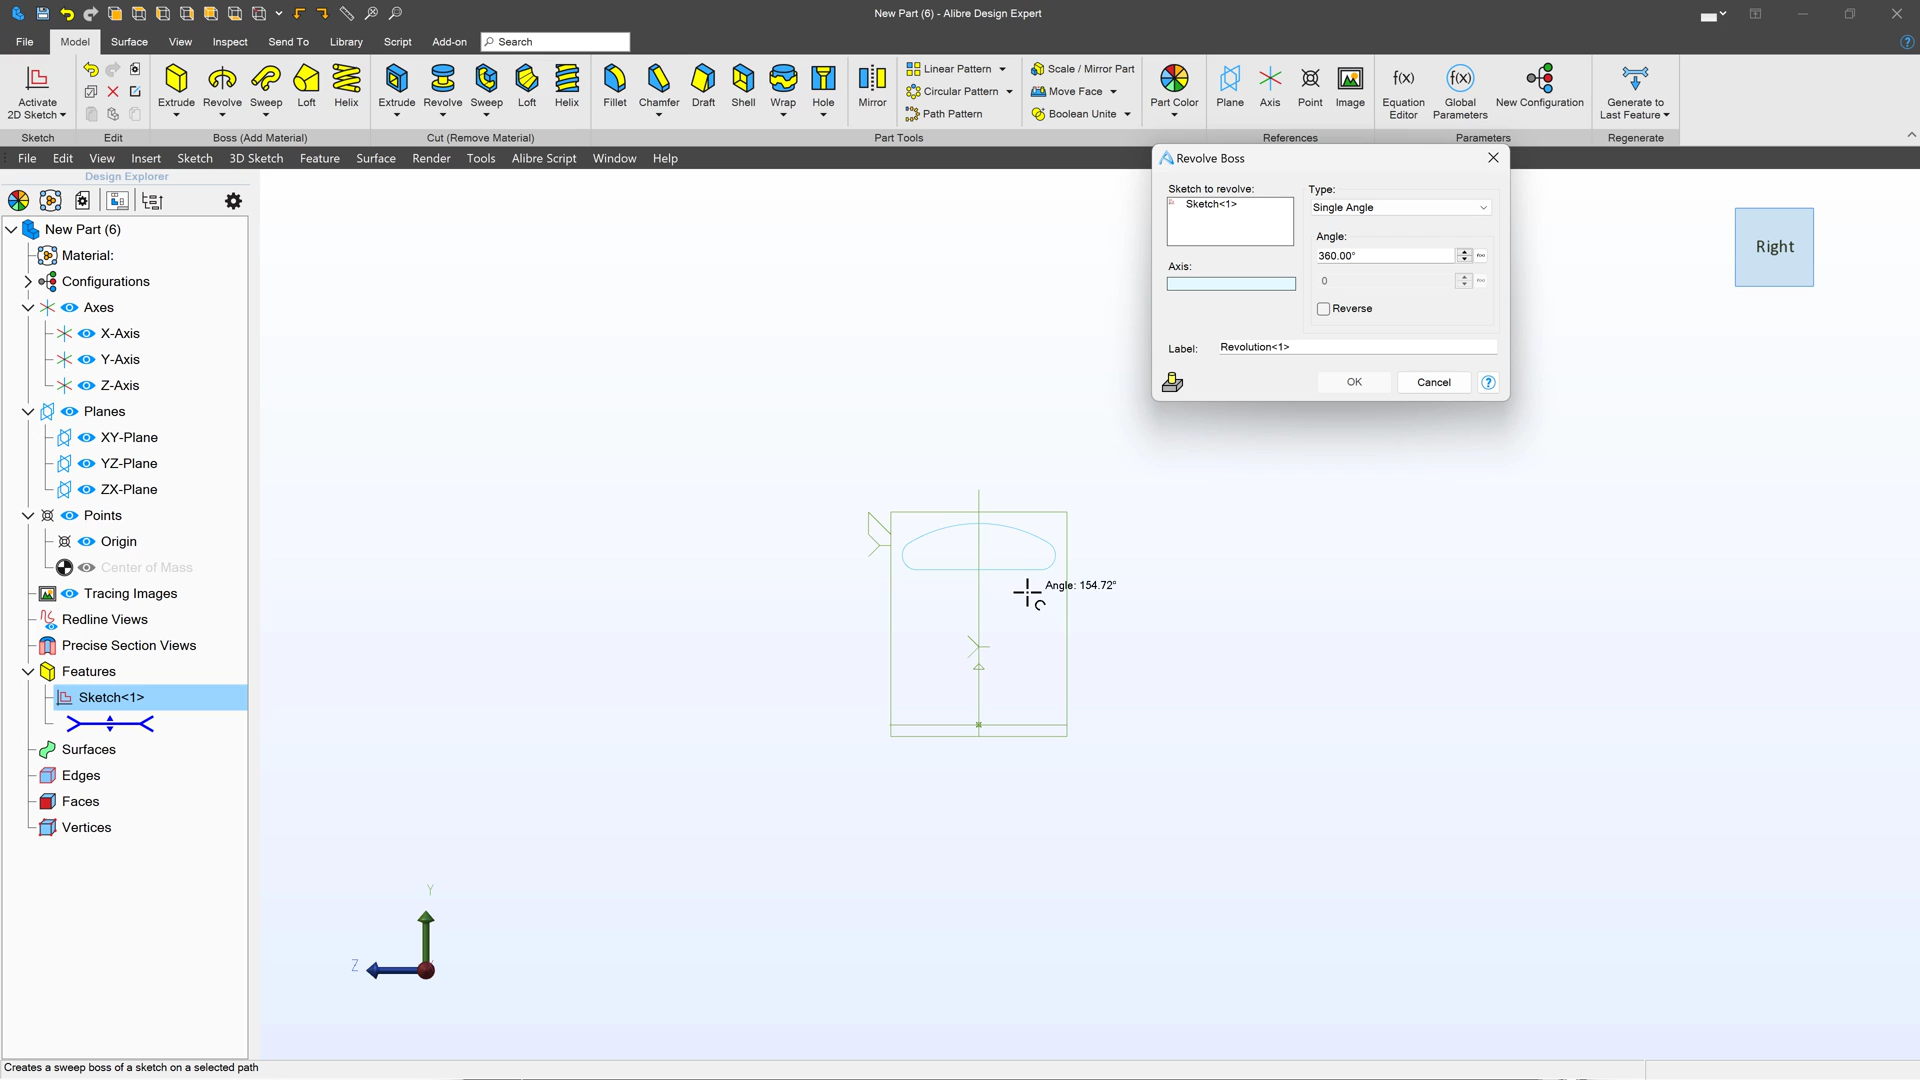 New Part (6) - Alibre Design Expert
File Model Surface View Inspect Send To Library Script Add-on Search
Activate
2D Sketch
Extrude Revolve Sweep Loft Helix
Extrude Revolve Sweep Loft Helix
Fillet Chamfer Draft Shell Wrap Hole
Mirror
Linear Pattern
Circular Pattern
Path Pattern
Scale / Mirror Part
Move Face
Boolean Unite
Part Color
Plane Axis Point Image
f(x)
Equation
Editor
f(x)
Global
Parameters
New Configuration
Generate to
Last Feature
Sketch Edit Boss (Add Material) Cut (Remove Material) Part Tools References Parameters Regenerate
File Edit View Insert Sketch 3D Sketch Feature Surface Render Tools Alibre Script Window Help
Design Explorer
New Part (6)
Material:
Configurations
Axes
X-Axis
Y-Axis
Z-Axis
Planes
XY-Plane
YZ-Plane
ZX-Plane
Points
Origin
Center of Mass
Tracing Images
Redline Views
Precise Section Views
Features
Sketch<1>
Surfaces
Edges
Faces
Vertices
Revolve Boss
Sketch to revolve:
Sketch<1>
Axis:
Type:
Single Angle
Angle:
360.00°
0
Reverse
Label: Revolution<1>
OK Cancel ?
Right
Angle: 154.72°
Y
Z
Creates a sweep boss of a sketch on a selected path